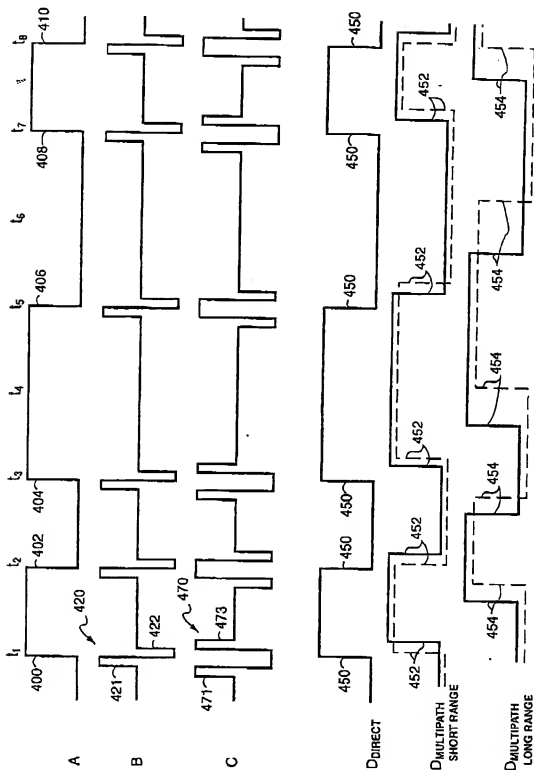 t1 t2 t3 t4 t5 t6 t7 t8
400 402 404 406 408 410
A
420
421 422
B
470
471 473
C
450 450 450 450 450 450
DDIRECT
452 452 452 452 452
DMULTIPATH
SHORT RANGE
454 454 454 454 454 454
DMULTIPATH
LONG RANGE